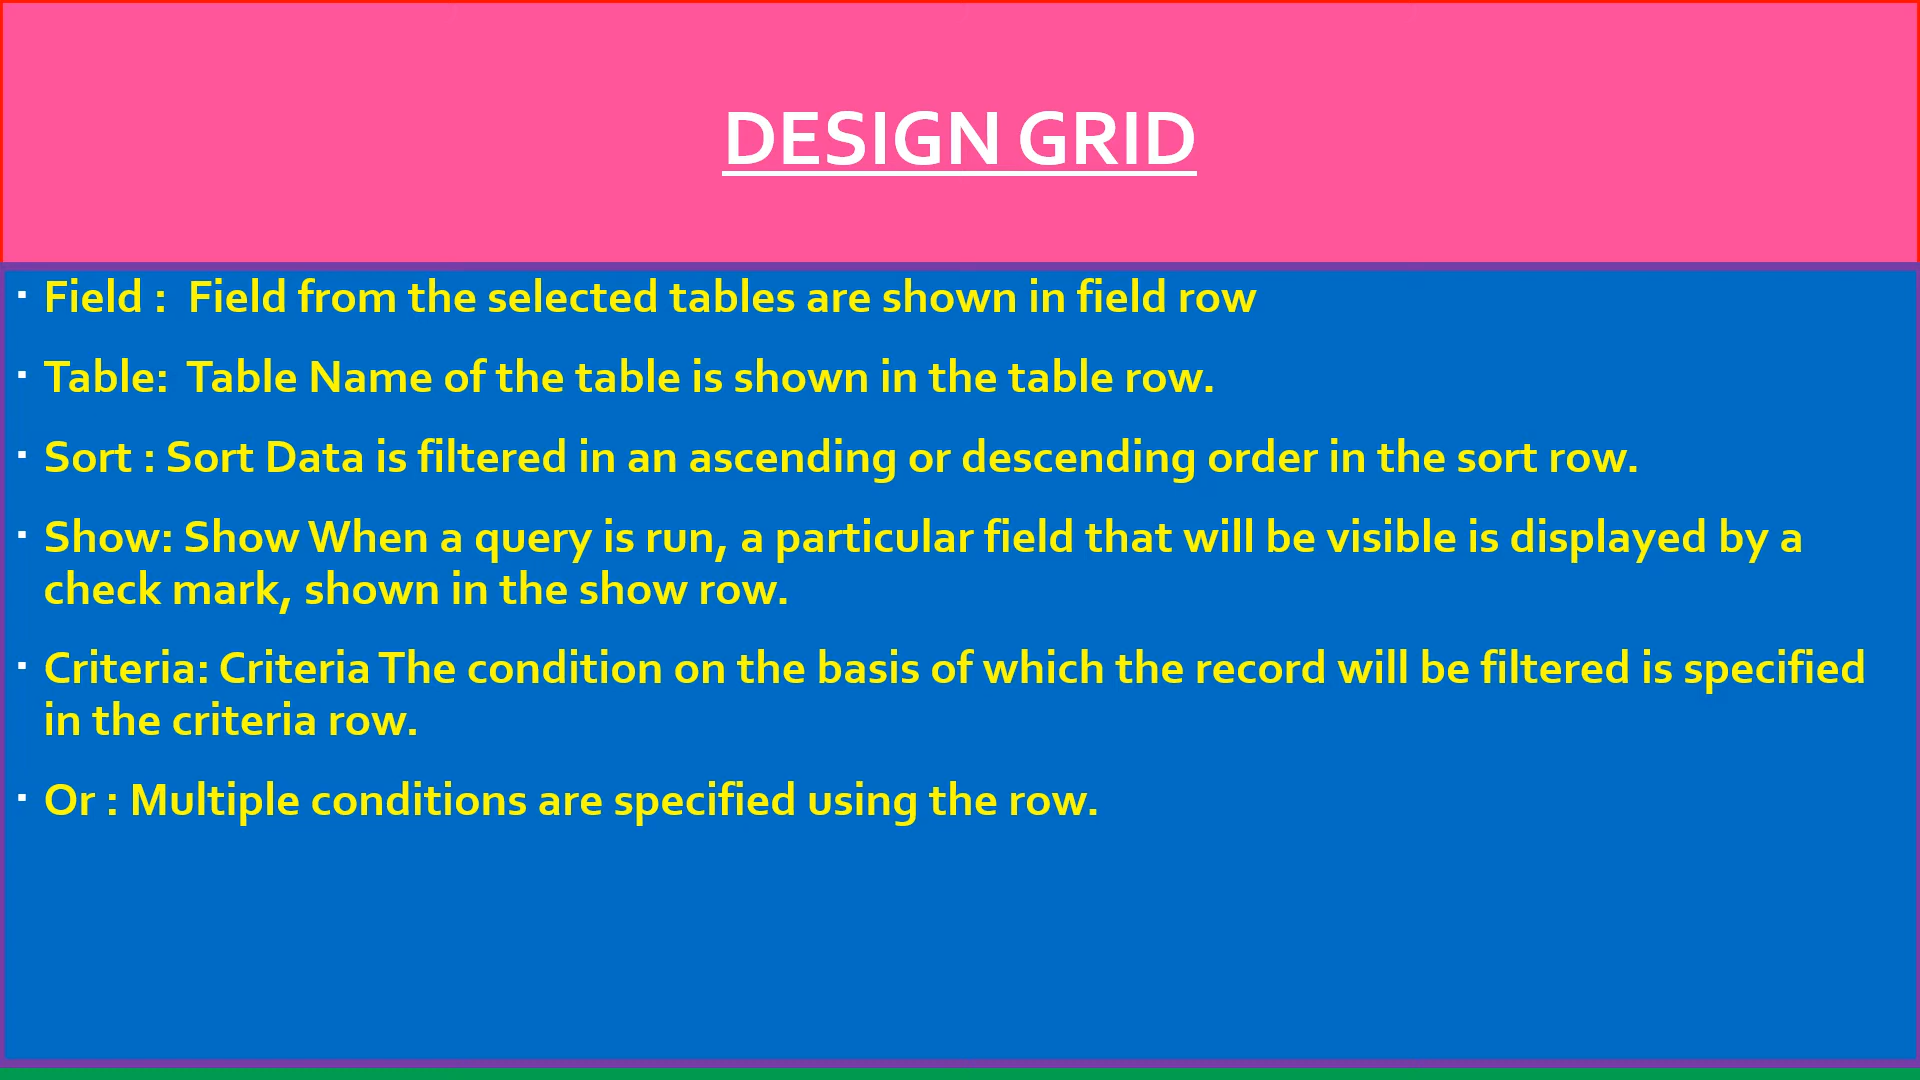 DESIGN GRID
▪ Field :  Field from the selected tables are shown in field row
▪ Table:  Table Name of the table is shown in the table row.
▪ Sort : Sort Data is filtered in an ascending or descending order in the sort row.
▪ Show: Show When a query is run, a particular field that will be visible is displayed by a
check mark, shown in the show row.
▪ Criteria: Criteria The condition on the basis of which the record will be filtered is specified
in the criteria row.
▪ Or : Multiple conditions are specified using the row.